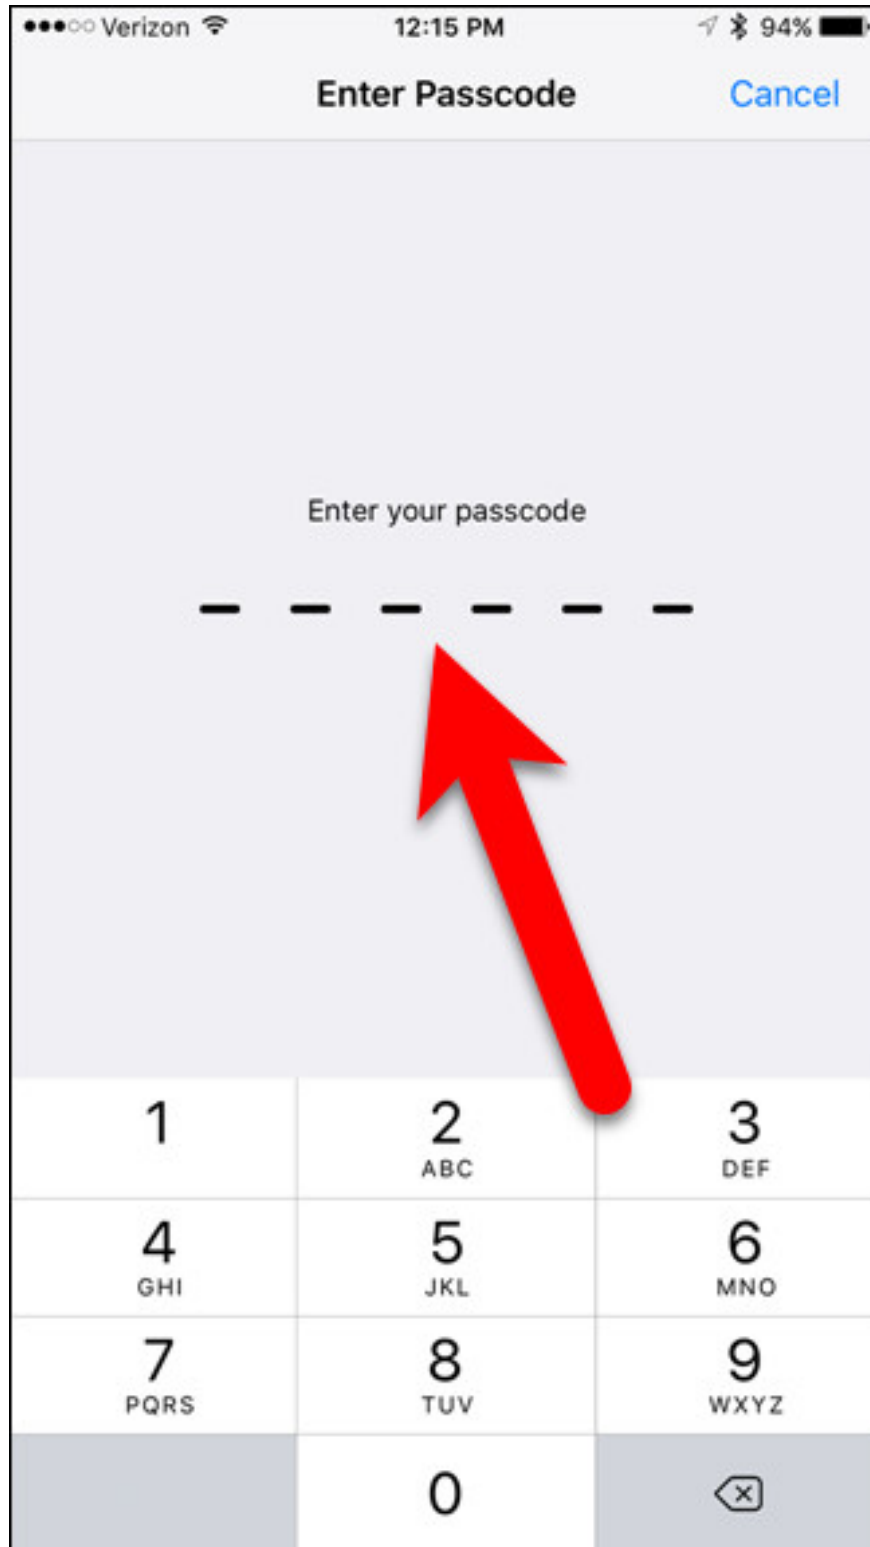 Verizon 12:15 PM 94%
Enter Passcode Cancel
Enter your passcode
1 2 3
ABC DEF
4 5 6
GHI JKL MNO
7 8 9
PQRS TUV WXYZ
0